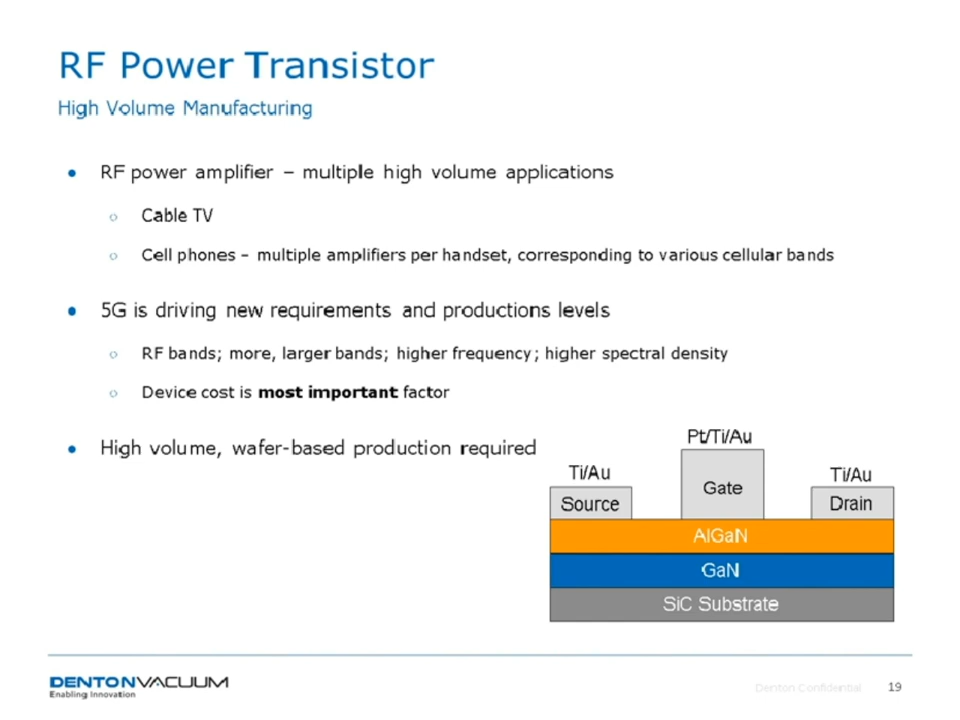 RF Power Transistor
High Volume Manufacturing
● RF power amplifier – multiple high volume applications
○ Cable TV
○ Cell phones – multiple amplifiers per handset, corresponding to various cellular bands
● 5G is driving new requirements and productions levels
○ RF bands; more, larger bands; higher frequency; higher spectral density
○ Device cost is most important factor
● High volume, wafer-based production required
Pt/Ti/Au
Ti/Au
Ti/Au
Gate
Source
Drain
AlGaN
GaN
SiC Substrate
DENTON VACUUM
Enabling Innovation
Denton Confidential
19